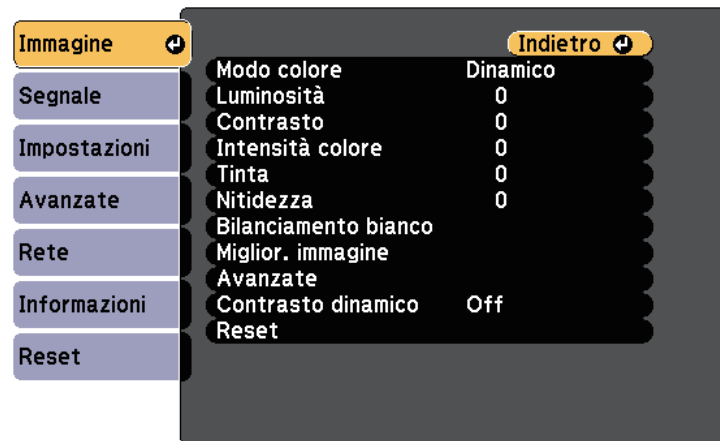 Immagine
Segnale
Impostazioni
Avanzate
Rete
Informazioni
Reset
Indietro
Modo colore Dinamico
Luminosità 0
Contrasto 0
Intensità colore 0
Tinta 0
Nitidezza 0
Bilanciamento bianco
Miglior. immagine
Avanzate
Contrasto dinamico Off
Reset